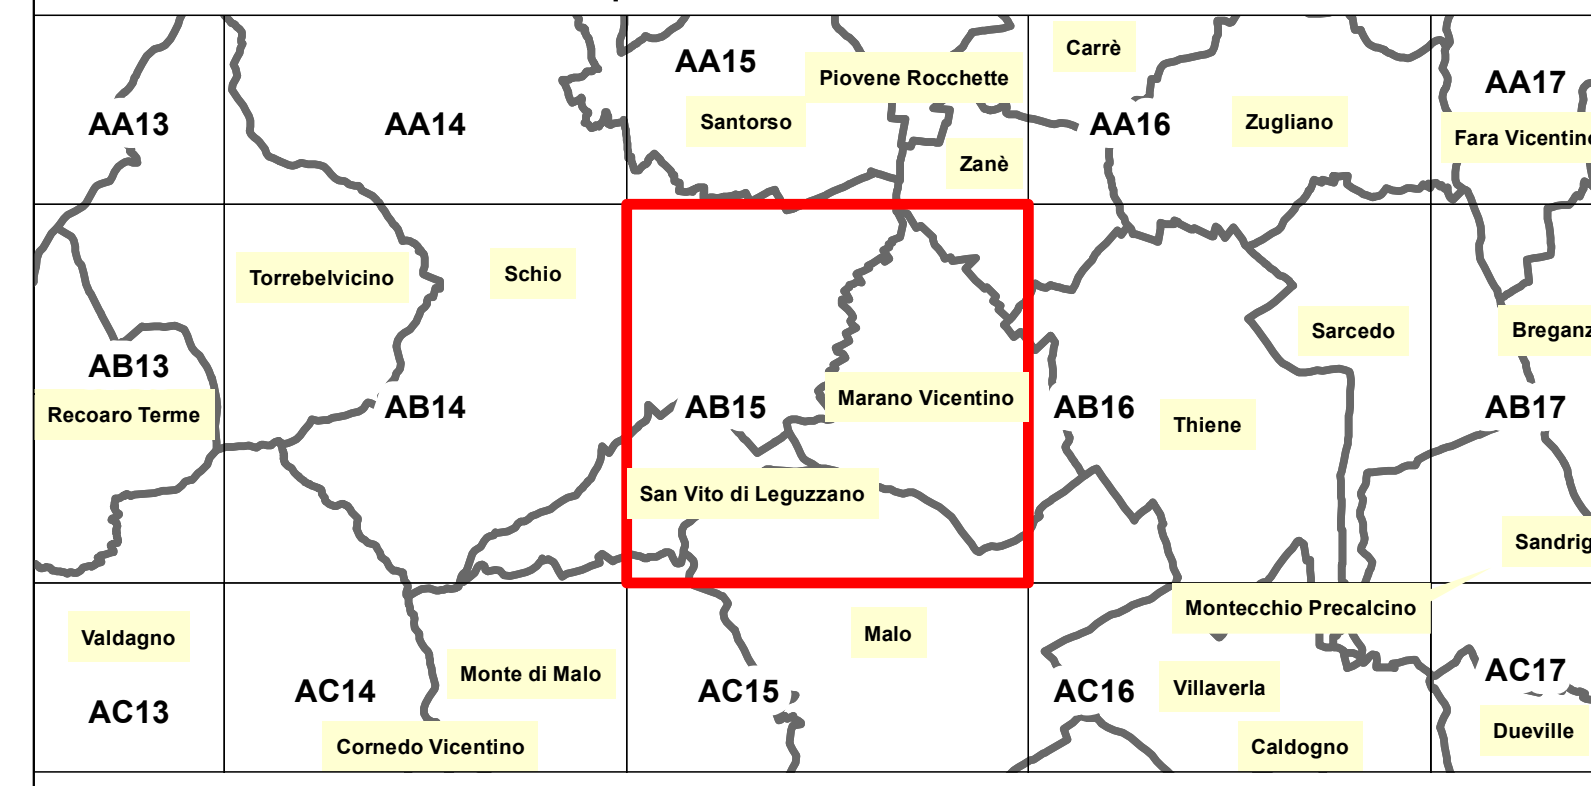 Carrè
AA15
Piovene Rocchette
AA17
AA13
AA14
Santorso
AA16
Zugliano
Fara Vicentino
Zanè
Torrebelvicino
Schio
Sarcedo
Breganz
AB13
Recoaro Terme
AB14
AB15
Marano Vicentino
AB16
Thiene
AB17
San Vito di Leguzzano
Sandrig
Valdagno
Malo
Montecchio Precalcino
AC13
AC14
Monte di Malo
AC15
AC16
Villaverla
AC17
Cornedo Vicentino
Caldogno
Dueville